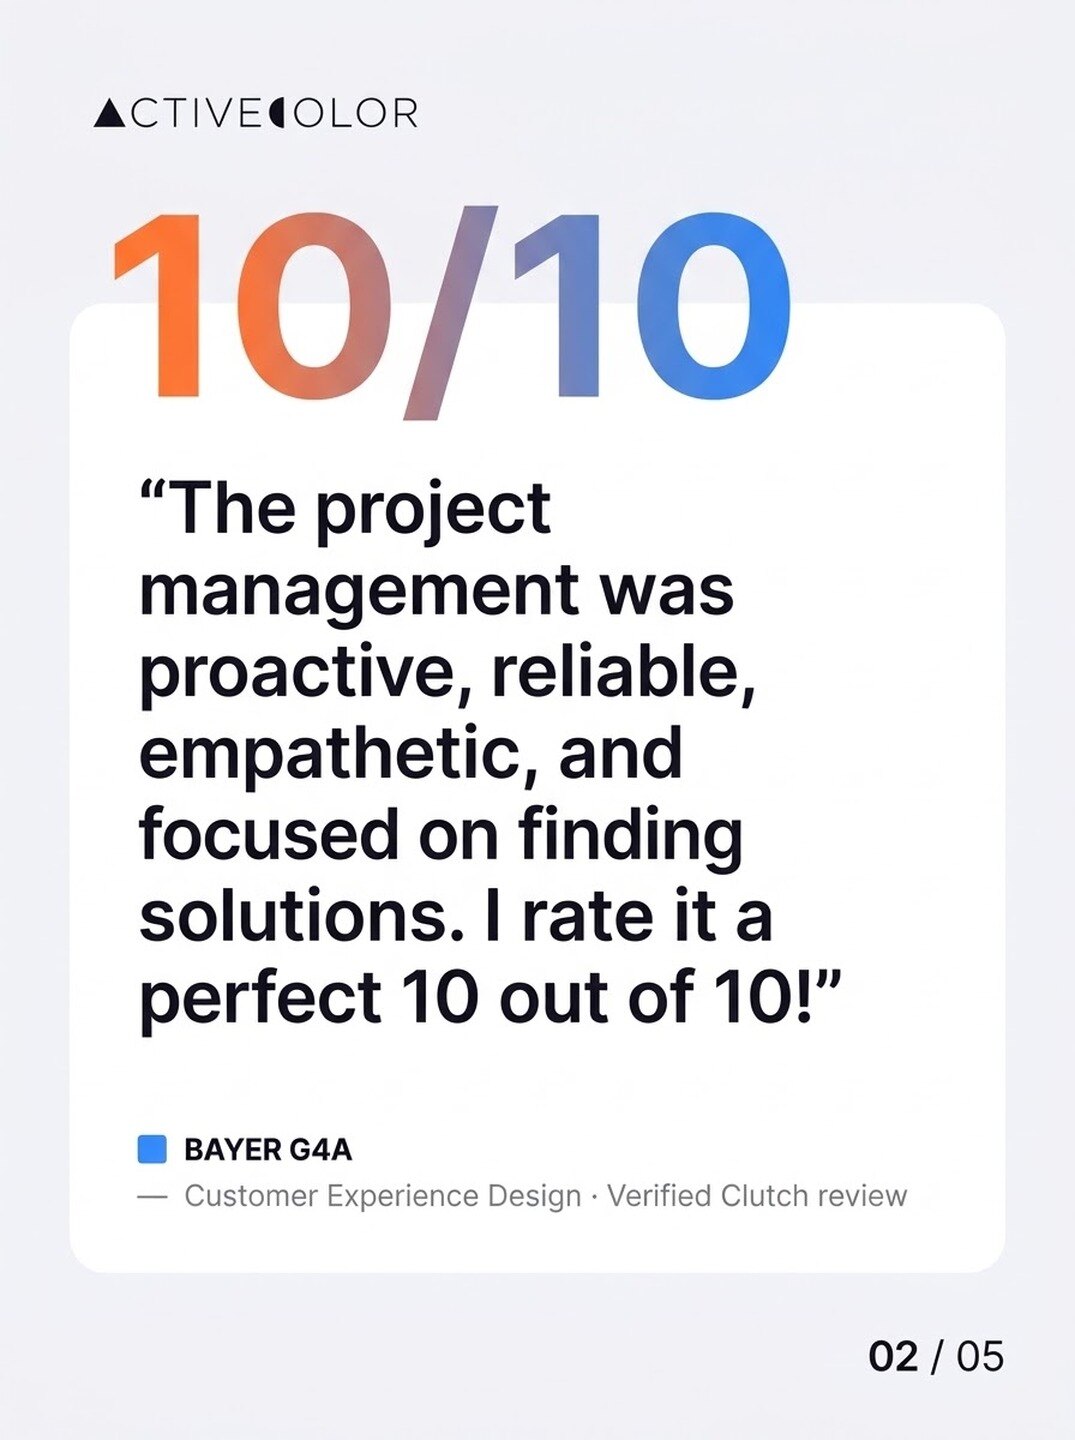 ACTIVECOLOR
10/10
“The project
management was
proactive, reliable,
empathetic, and
focused on finding
solutions. I rate it a
perfect 10 out of 10!”
BAYER G4A
— Customer Experience Design · Verified Clutch review
02 / 05